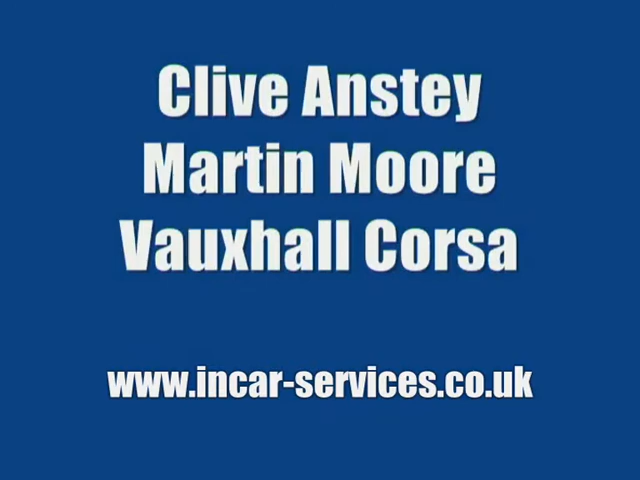 Clive Anstey
Martin Moore
Vauxhall Corsa
www.incar-services.co.uk